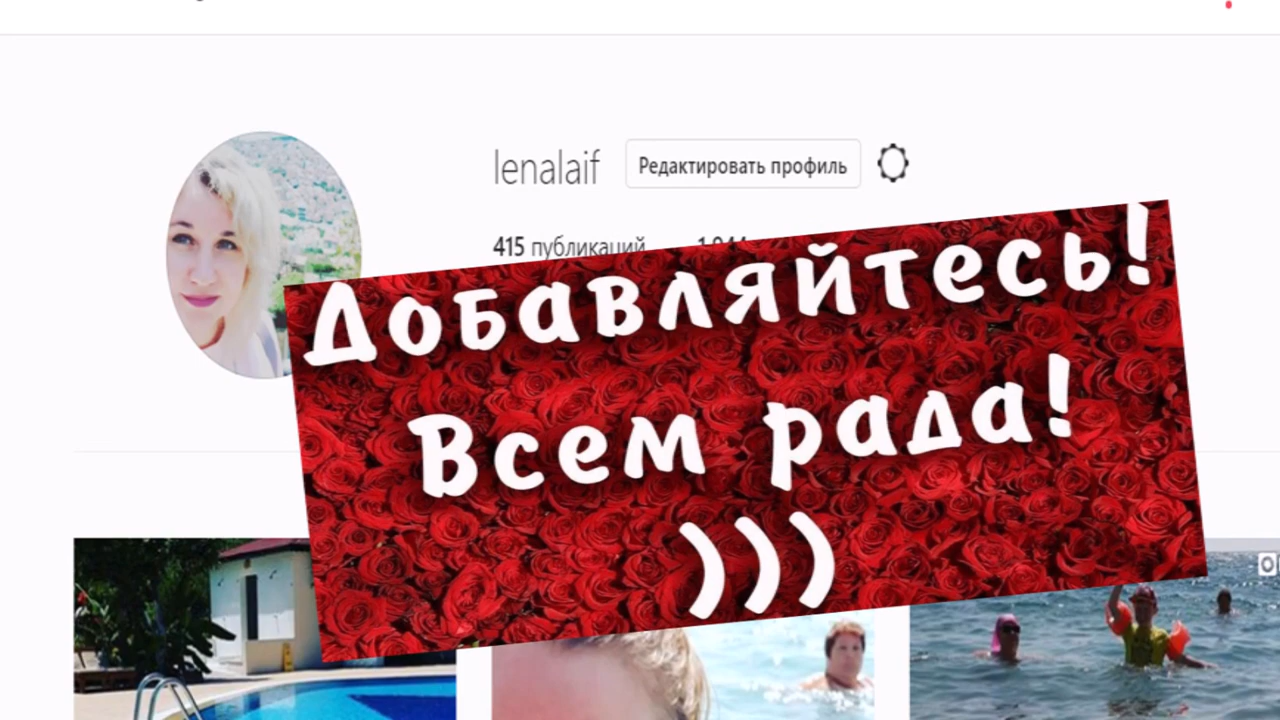 lenalaif
Редактировать профиль
415 публикаций
Добавляйтесь!
Всем рада!
)))